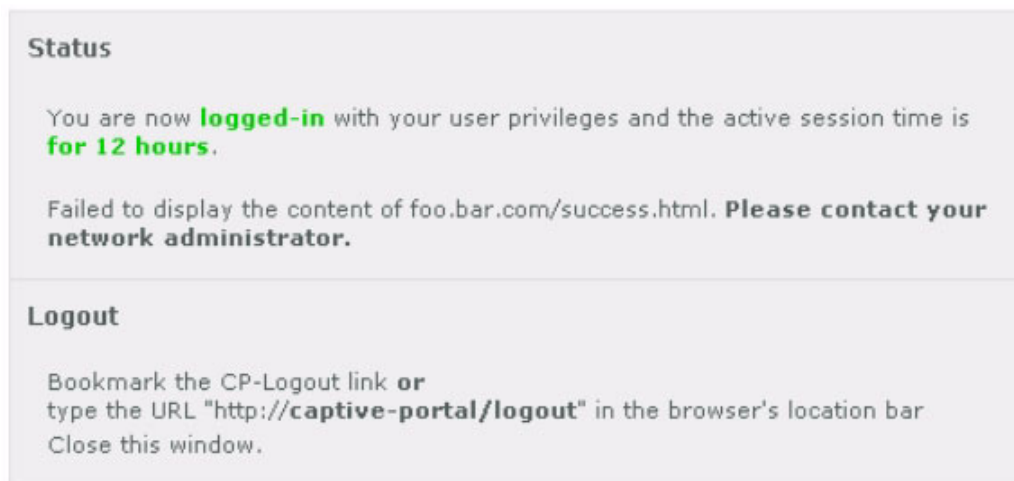 Status
You are now logged-in with your user privileges and the active session time is
for 12 hours.
Failed to display the content of foo.bar.com/success.html. Please contact your
network administrator.
Logout
Bookmark the CP-Logout link or
type the URL "http://captive-portal/logout" in the browser's location bar
Close this window.